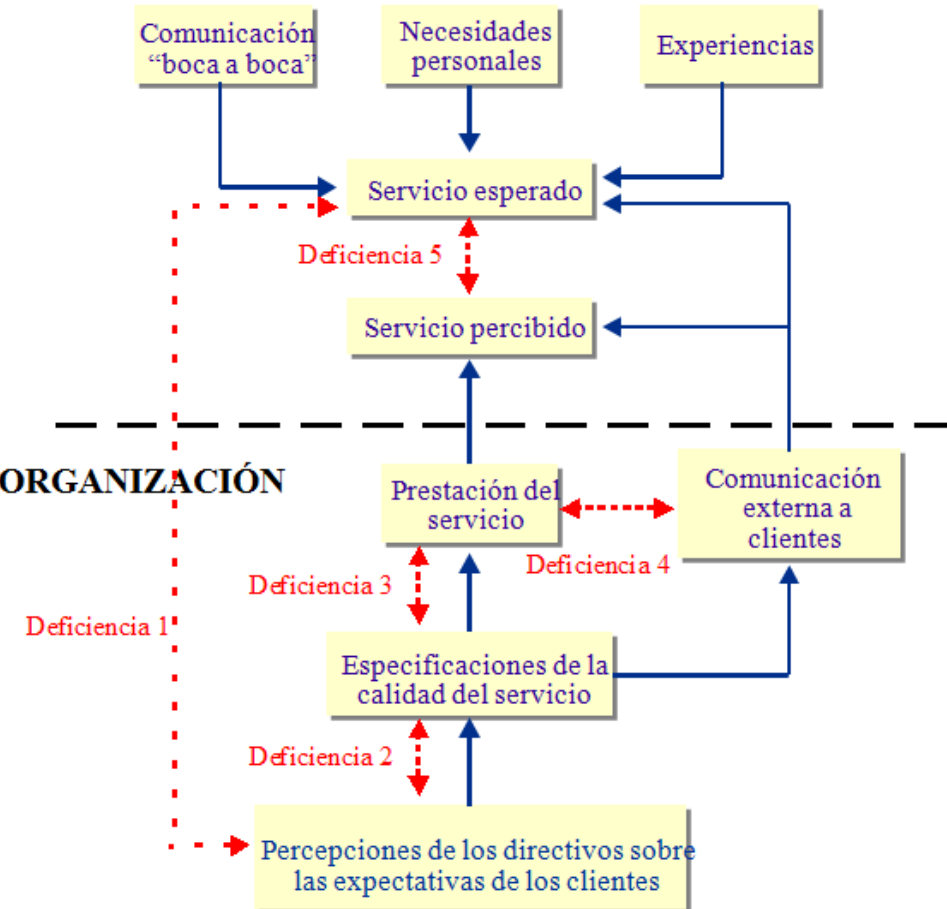 Comunicación
“boca a boca”
Necesidades
personales
Experiencias
Servicio esperado
Deficiencia 5
Servicio percibido
ORGANIZACIÓN
Prestación del
servicio
Comunicación
externa a
clientes
Deficiencia 4
Deficiencia 3
Deficiencia 1
Especificaciones de la
calidad del servicio
Deficiencia 2
Percepciones de los directivos sobre
las expectativas de los clientes